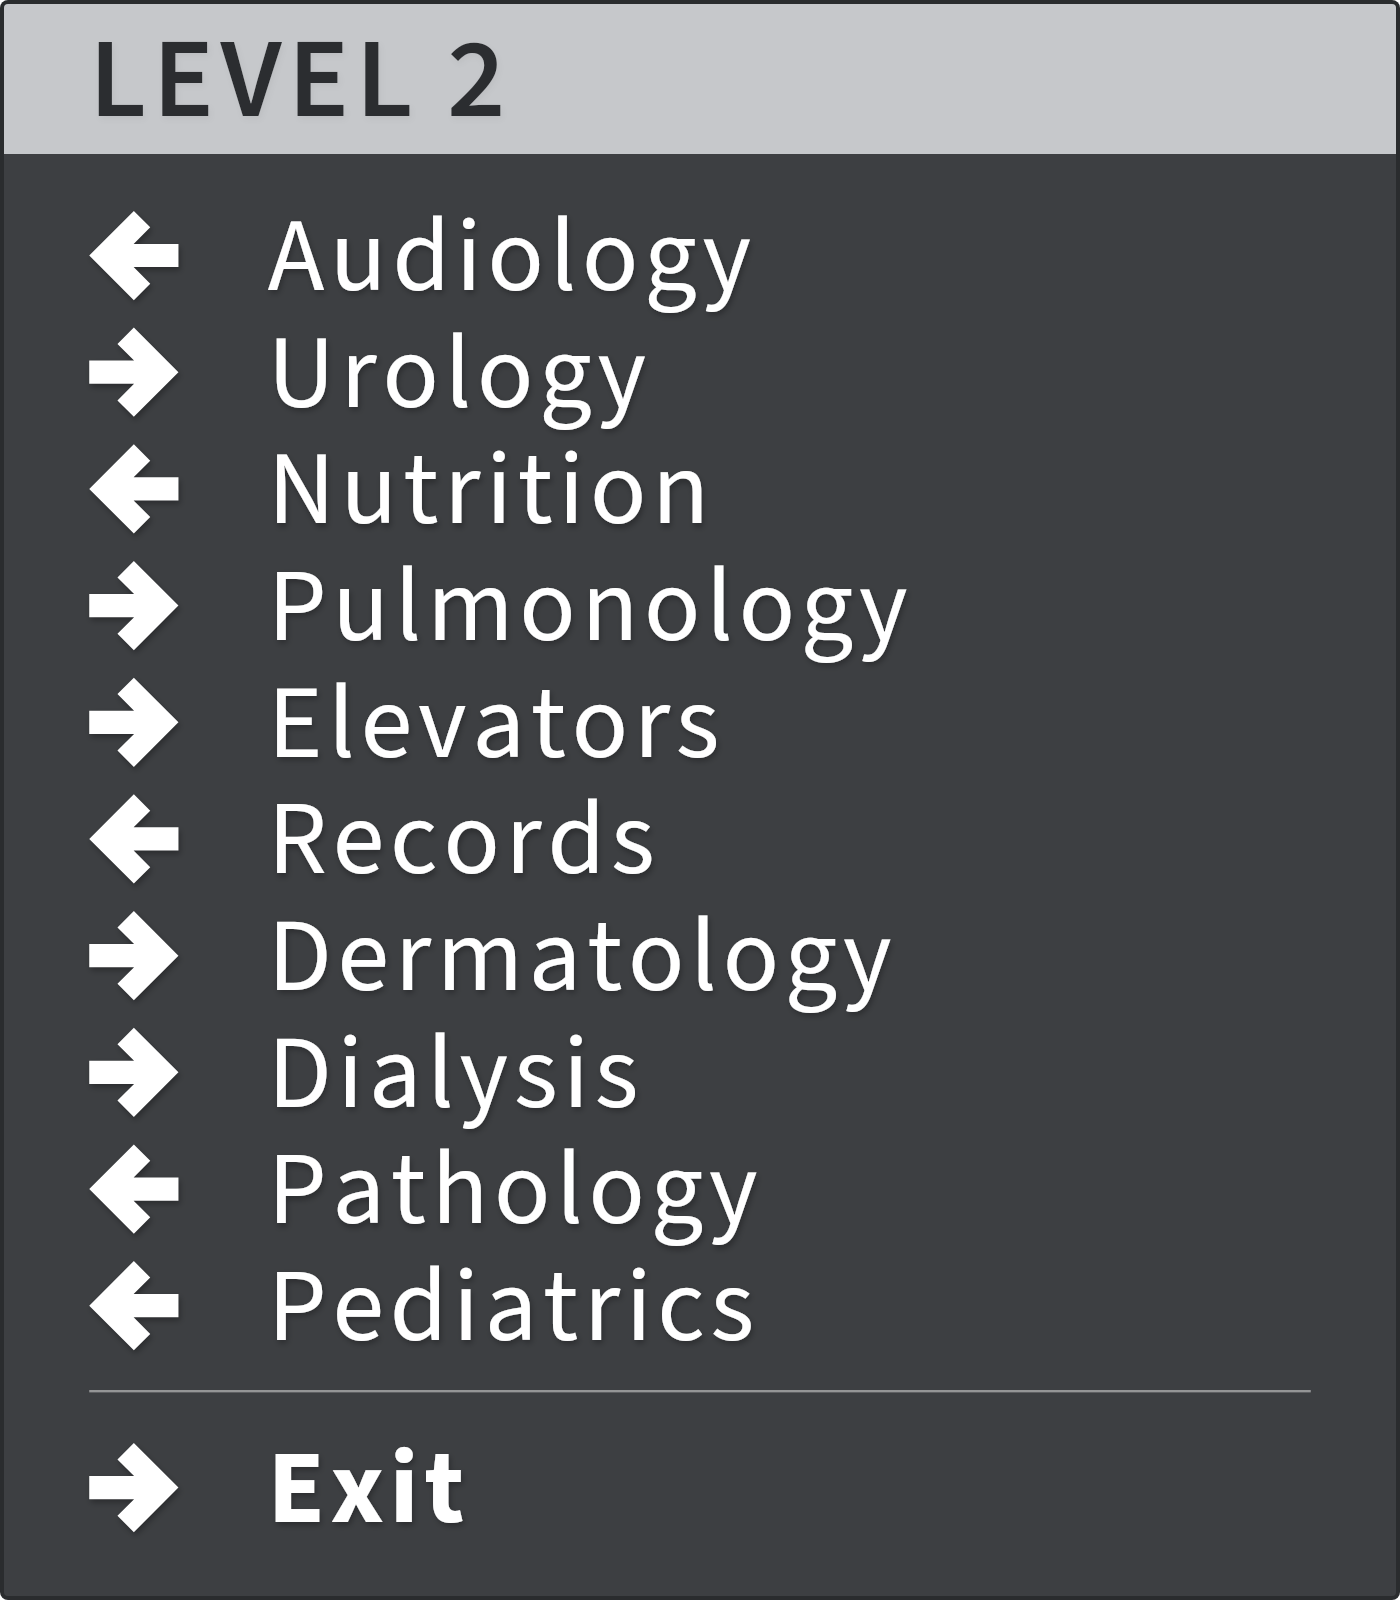 LEVEL 2
← Audiology
→ Urology
← Nutrition
→ Pulmonology
→ Elevators
← Records
→ Dermatology
→ Dialysis
← Pathology
← Pediatrics
→ Exit